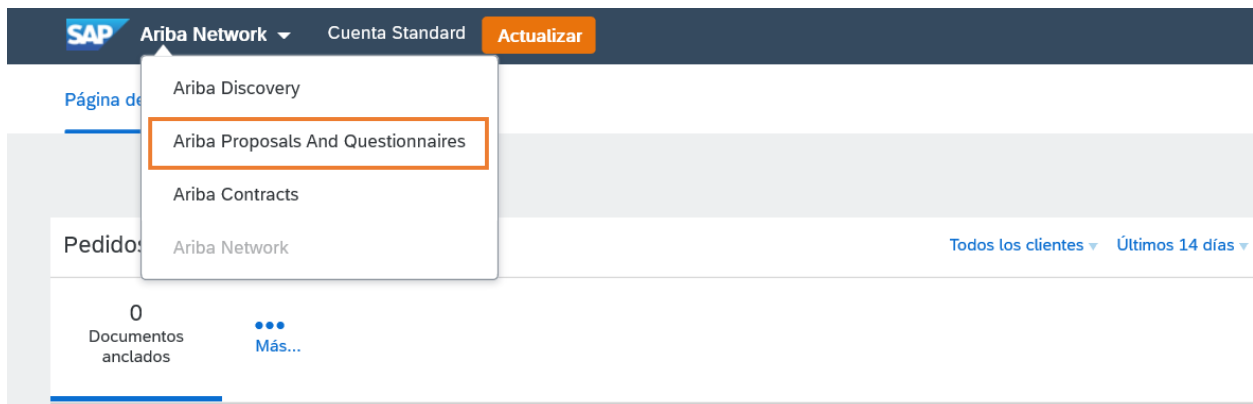 SAP Ariba Network Cuenta Standard Actualizar
Ariba Discovery
Página de
Ariba Proposals And Questionnaires
Ariba Contracts
Pedidos Ariba Network Todos los clientes Últimos 14 días
0
Documentos
anclados
Más...